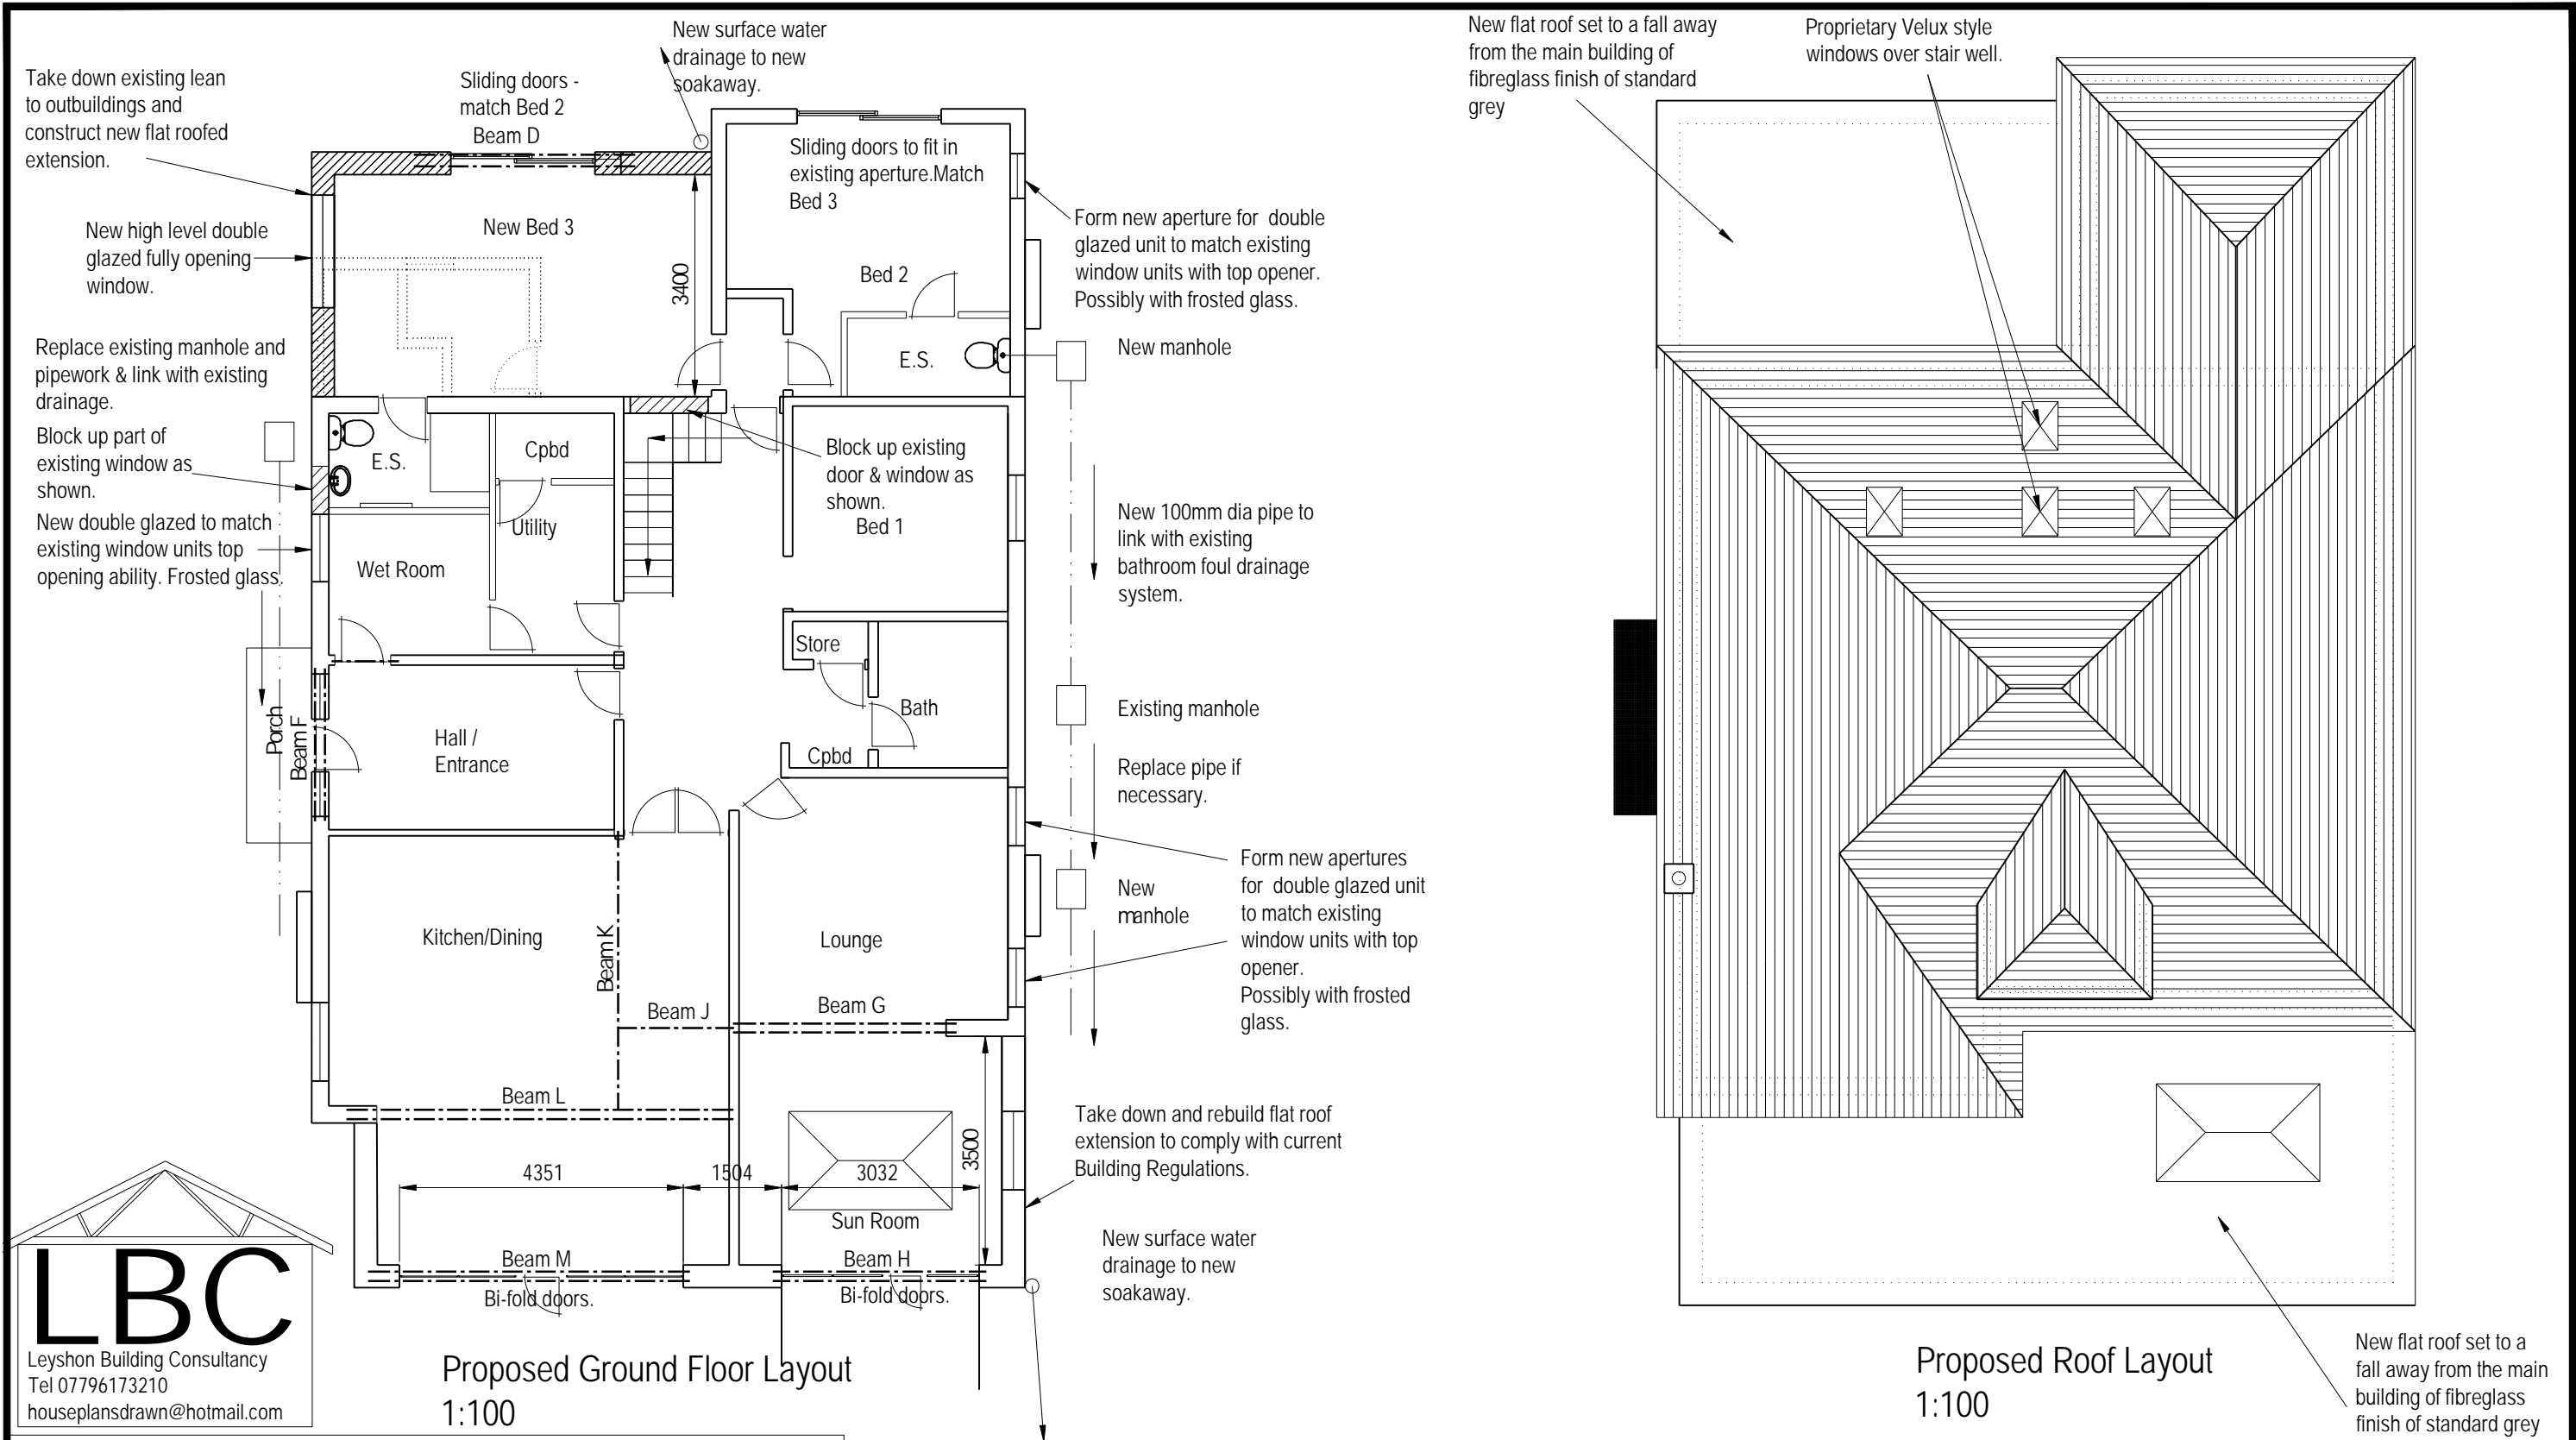 New surface water
drainage to new
soakaway.
Take down existing lean
to outbuildings and
construct new flat roofed
extension.
Sliding doors -
match Bed 2
Beam D
Sliding doors to fit in
existing aperture.Match
Bed 3
New high level double
glazed fully opening
window.
New Bed 3
3400
Bed 2
Form new aperture for double
glazed unit to match existing
window units with top opener.
Possibly with frosted glass.
Replace existing manhole and
pipework & link with existing
drainage.
E.S.
New manhole
Block up part of
existing window as
shown.
E.S.
Cpbd
Block up existing
door & window as
shown.
Bed 1
New double glazed to match
existing window units top
opening ability. Frosted glass.
Utility
Wet Room
New 100mm dia pipe to
link with existing
bathroom foul drainage
system.
Store
Bath
Existing manhole
Porch
Beam F
Hall /
Entrance
Cpbd
Replace pipe if
necessary.
New
manhole
Form new apertures
for double glazed unit
to match existing
window units with top
opener.
Possibly with frosted
glass.
Kitchen/Dining
Beam K
Lounge
Beam J
Beam G
Beam L
Take down and rebuild flat roof
extension to comply with current
Building Regulations.
4351
1504
3032
3500
Sun Room
New surface water
drainage to new
soakaway.
Beam M
Bi-fold doors.
Beam H
Bi-fold doors.
LBC
Leyshon Building Consultancy
Tel 07796173210
houseplansdrawn@hotmail.com
Proposed Ground Floor Layout
1:100
New flat roof set to a fall away
from the main building of
fibreglass finish of standard
grey
Proprietary Velux style
windows over stair well.
Proposed Roof Layout
1:100
New flat roof set to a
fall away from the main
building of fibreglass
finish of standard grey